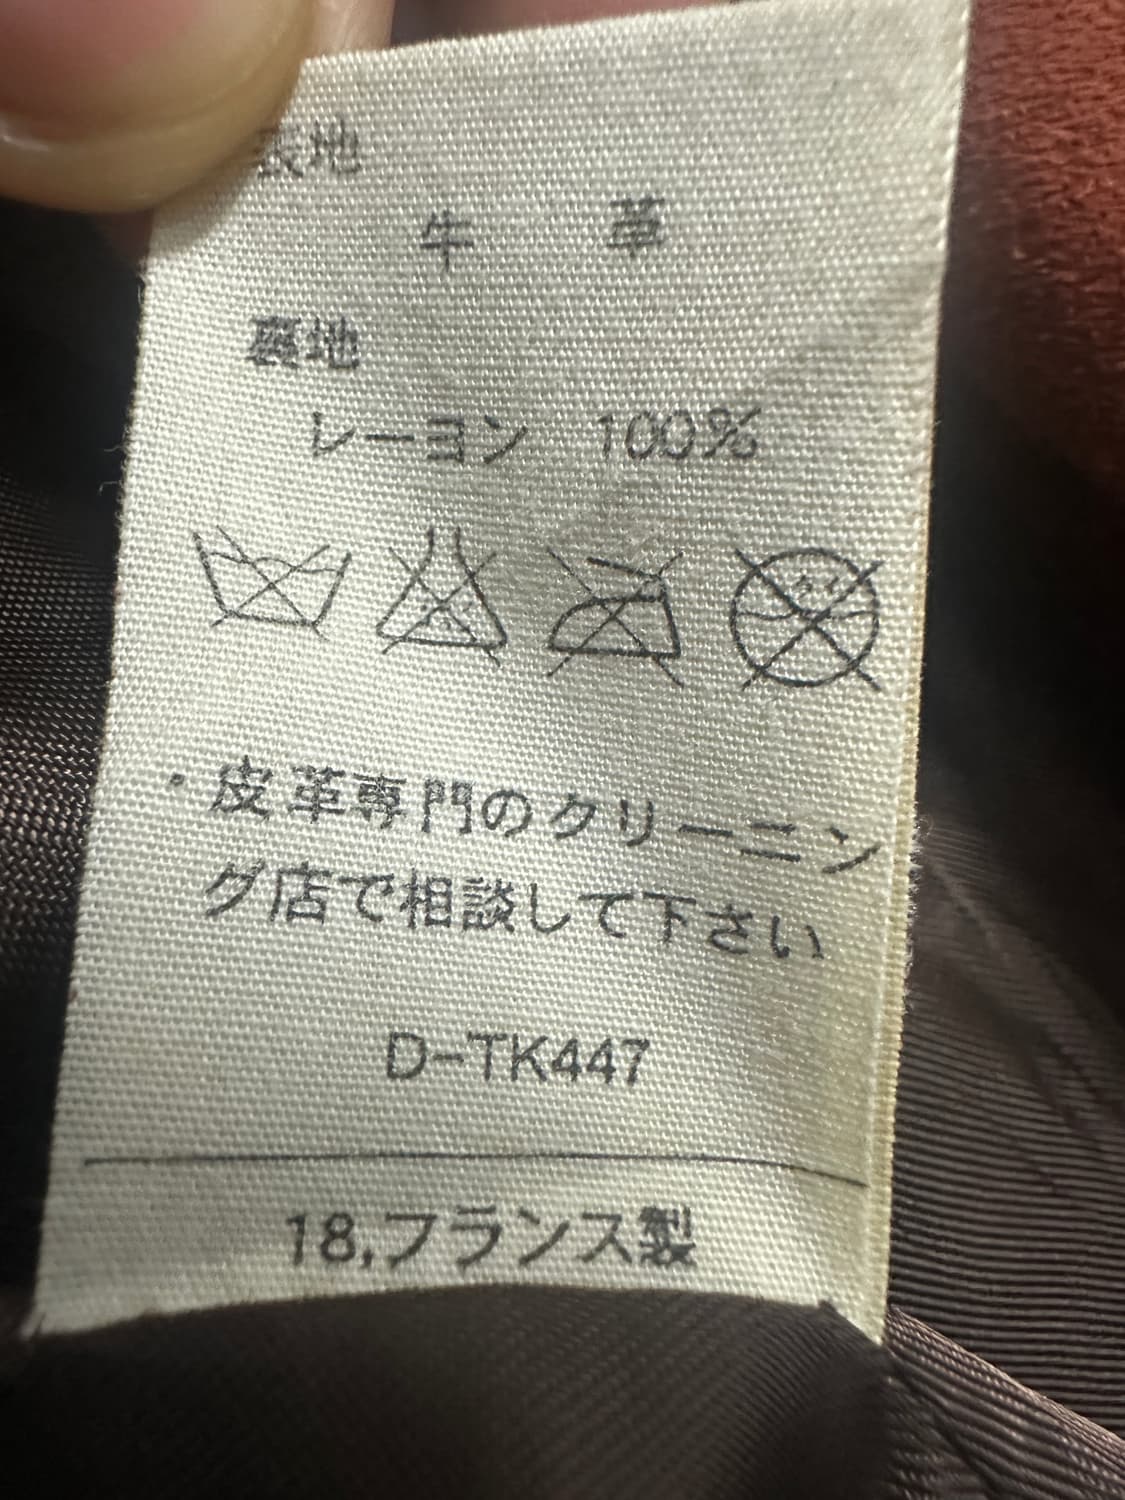 表地
牛 革
裏地
レーヨン 100%
・皮革専門のクリーニン
グ店で相談して下さい
D-TK447
18.フランス製